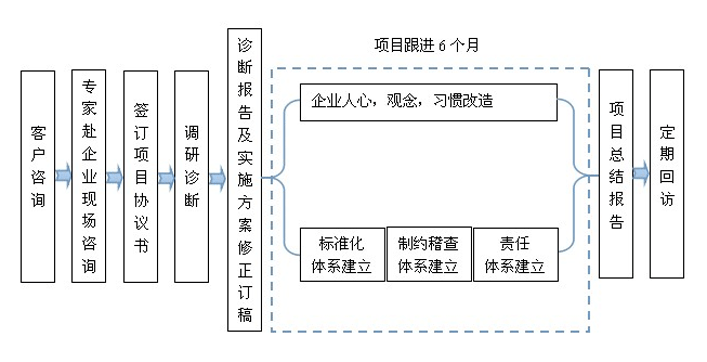 客户咨询
专家赴企业现场咨询
签订项目协议书
调研诊断
诊断报告及实施方案修正订稿
项目跟进 6 个月
企业人心，观念，习惯改造
标准化
体系建立
制约稽查
体系建立
责任
体系建立
项目总结报告
定期回访